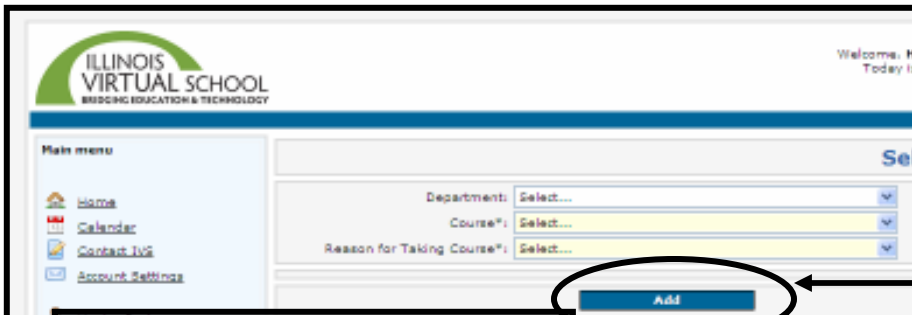 ILLINOIS
VIRTUAL SCHOOL
BRIDGING EDUCATION & TECHNOLOGY
Welcome,
Today
Main menu
Home
Calendar
Contact IVS
Account Settings
Department: Select...
Course*: Select...
Reason for Taking Course*: Select...
Add